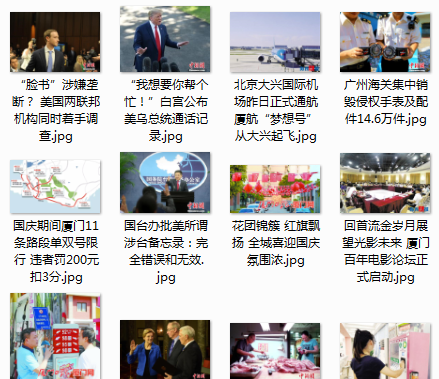 “脸书”涉嫌垄
断？ 美国两联邦
机构同时着手调
查.jpg
“我想要你帮个
忙！”白宫公布
美乌总统通话记
录.jpg
北京大兴国际机
场昨日正式通航
厦航“梦想号”
从大兴起飞.jpg
广州海关集中销
毁侵权手表及配
件14.6万件.jpg
国庆期间厦门11
条路段单双号限
行 违者罚200元
扣3分.jpg
国台办批美所谓
涉台备忘录：完
全错误和无效.
jpg
花团锦簇 红旗飘
扬 全城喜迎国庆
氛围浓.jpg
回首流金岁月展
望光影未来 厦门
百年电影论坛正
式启动.jpg